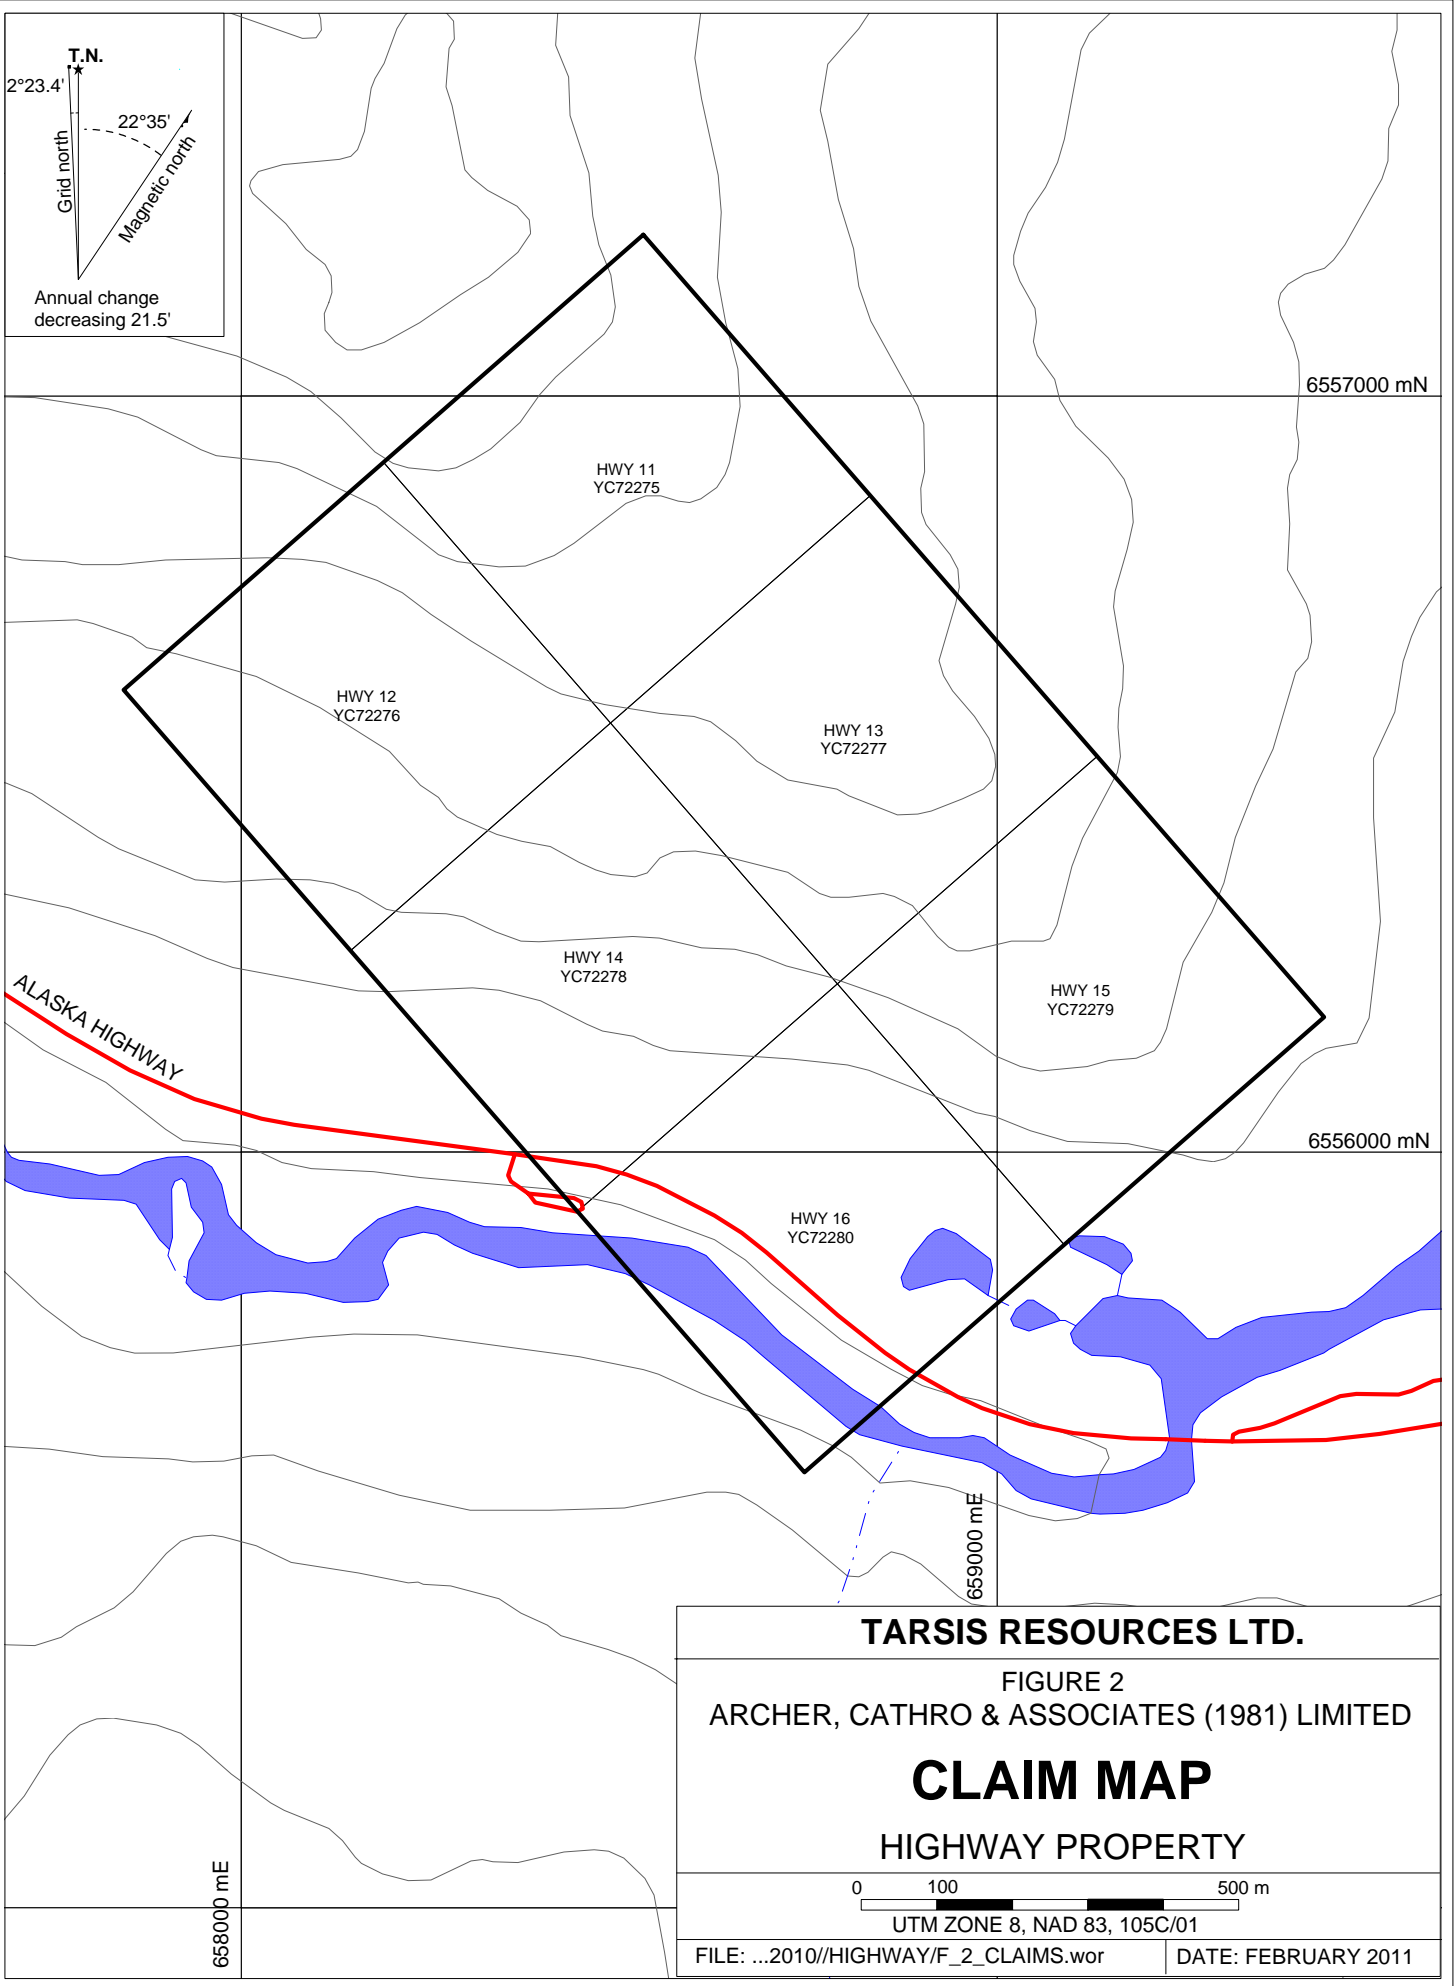 T.N.
2°23.4'
22°35'
Grid north
Magnetic north
Annual change
decreasing 21.5'
6557000 mN
HWY 11
YC72275
HWY 12
YC72276
HWY 13
YC72277
HWY 14
YC72278
HWY 15
YC72279
ALASKA HIGHWAY
6556000 mN
HWY 16
YC72280
659000 mE
658000 mE
TARSIS RESOURCES LTD.
FIGURE 2
ARCHER, CATHRO & ASSOCIATES (1981) LIMITED
CLAIM MAP
HIGHWAY PROPERTY
0 100 500 m
UTM ZONE 8, NAD 83, 105C/01
FILE: ...2010//HIGHWAY/F_2_CLAIMS.wor
DATE: FEBRUARY 2011